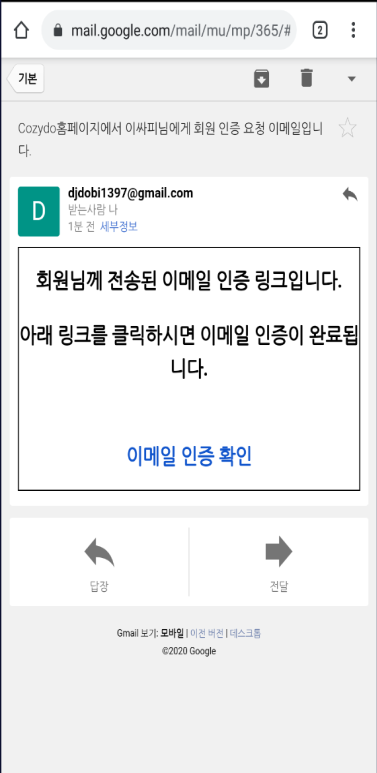 mail.google.com/mail/mu/mp/365/#
2
기본
Cozydo홈페이지에서 이싸피님에게 회원 인증 요청 이메일입니
다.
D
djdobi1397@gmail.com
받는사람 나
1분 전 세부정보
회원님께 전송된 이메일 인증 링크입니다.
아래 링크를 클릭하시면 이메일 인증이 완료됩
니다.
이메일 인증 확인
답장
전달
Gmail 보기: 모바일 | 이전 버전 | 데스크톱
©2020 Google